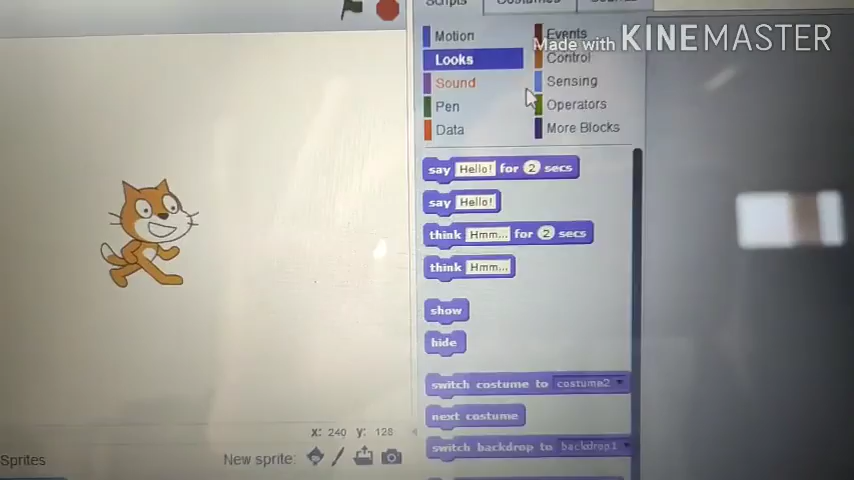 Scripts Costumes Sounds
Motion Events
Looks Control
Sound Sensing
Pen Operators
Data More Blocks
Made with KINEMASTER
say Hello! for 2 secs
say Hello!
think Hmm... for 2 secs
think Hmm...
show
hide
switch costume to costume2
next costume
switch backdrop to backdrop1
x: 240 y: 128
Sprites New sprite: